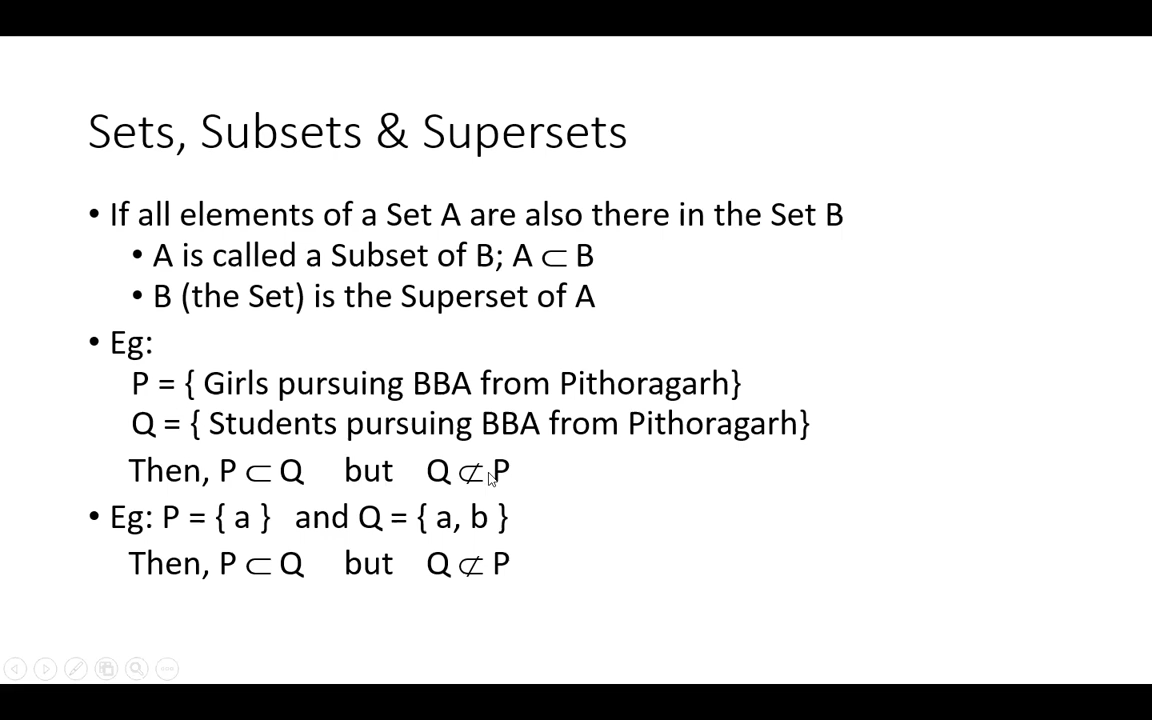 Sets, Subsets & Supersets
• If all elements of a Set A are also there in the Set B
• A is called a Subset of B; A ⊂ B
• B (the Set) is the Superset of A
• Eg:
P = { Girls pursuing BBA from Pithoragarh}
Q = { Students pursuing BBA from Pithoragarh}
Then, P ⊂ Q but Q ⊄ P
• Eg: P = { a } and Q = { a, b }
Then, P ⊂ Q but Q ⊄ P